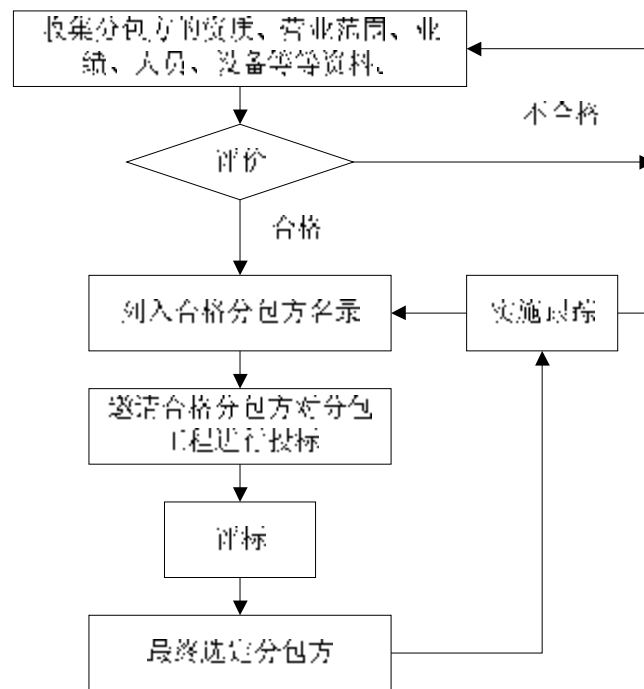 收集分包方的资质、营业范围、业
绩、人员、设备等等资料。
不合格
评价
合格
列入合格分包方名录
实施跟踪
邀请合格分包方对分包
工程进行投标
评标
最终选定分包方